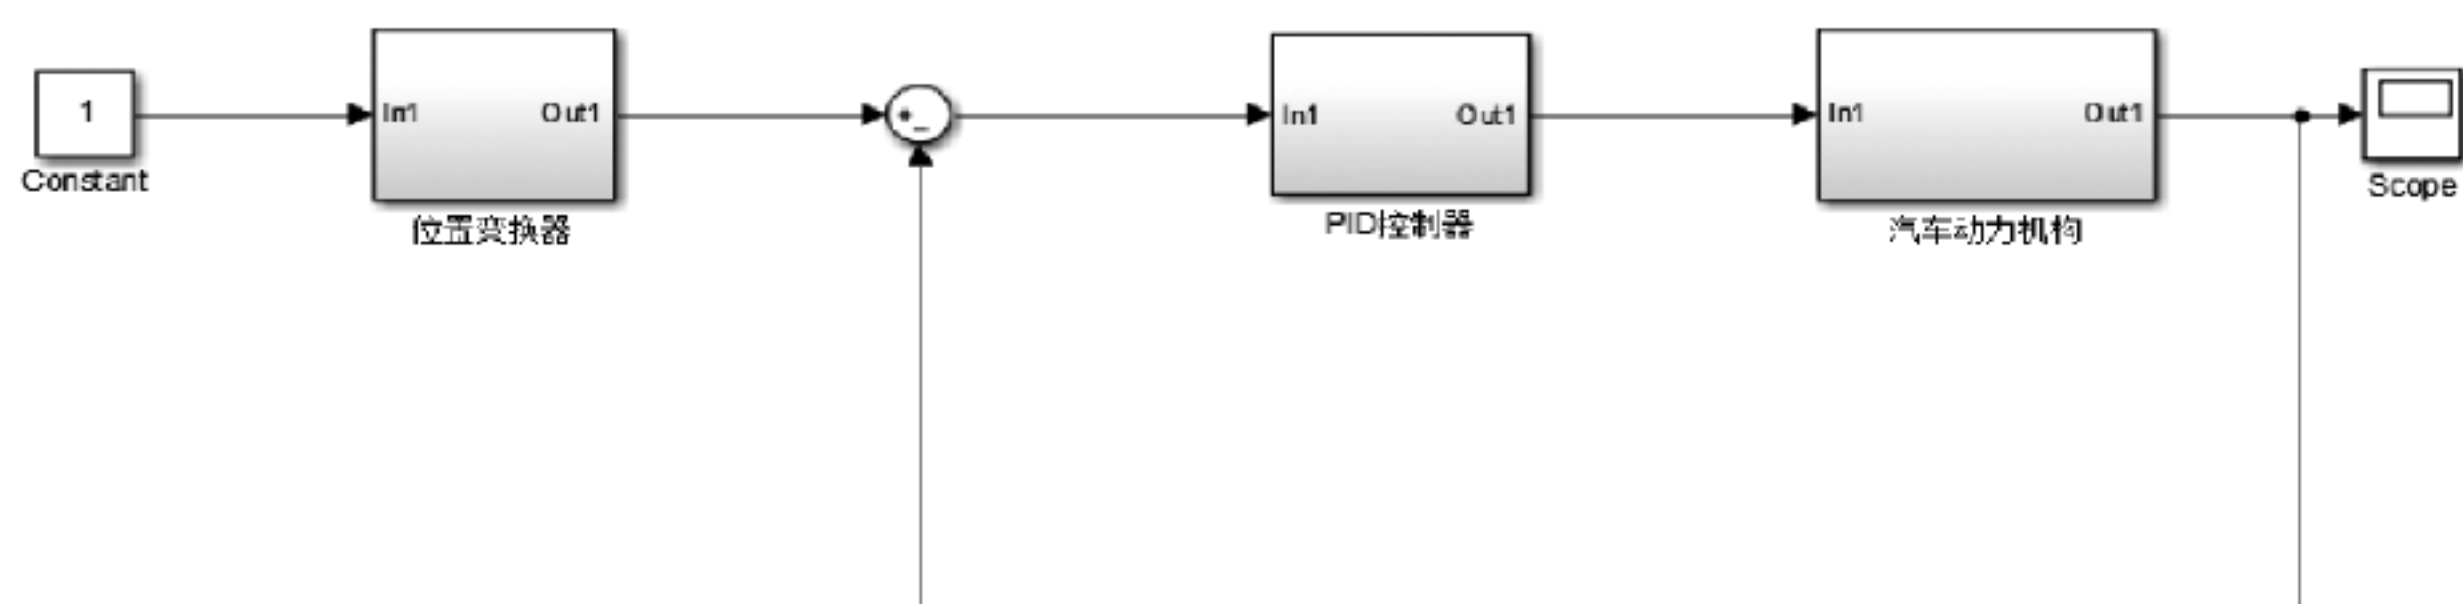 1
Constant
In1
Out1
位置变换器
+
−
In1
Out1
PID控制器
In1
Out1
汽车动力机构
Scope